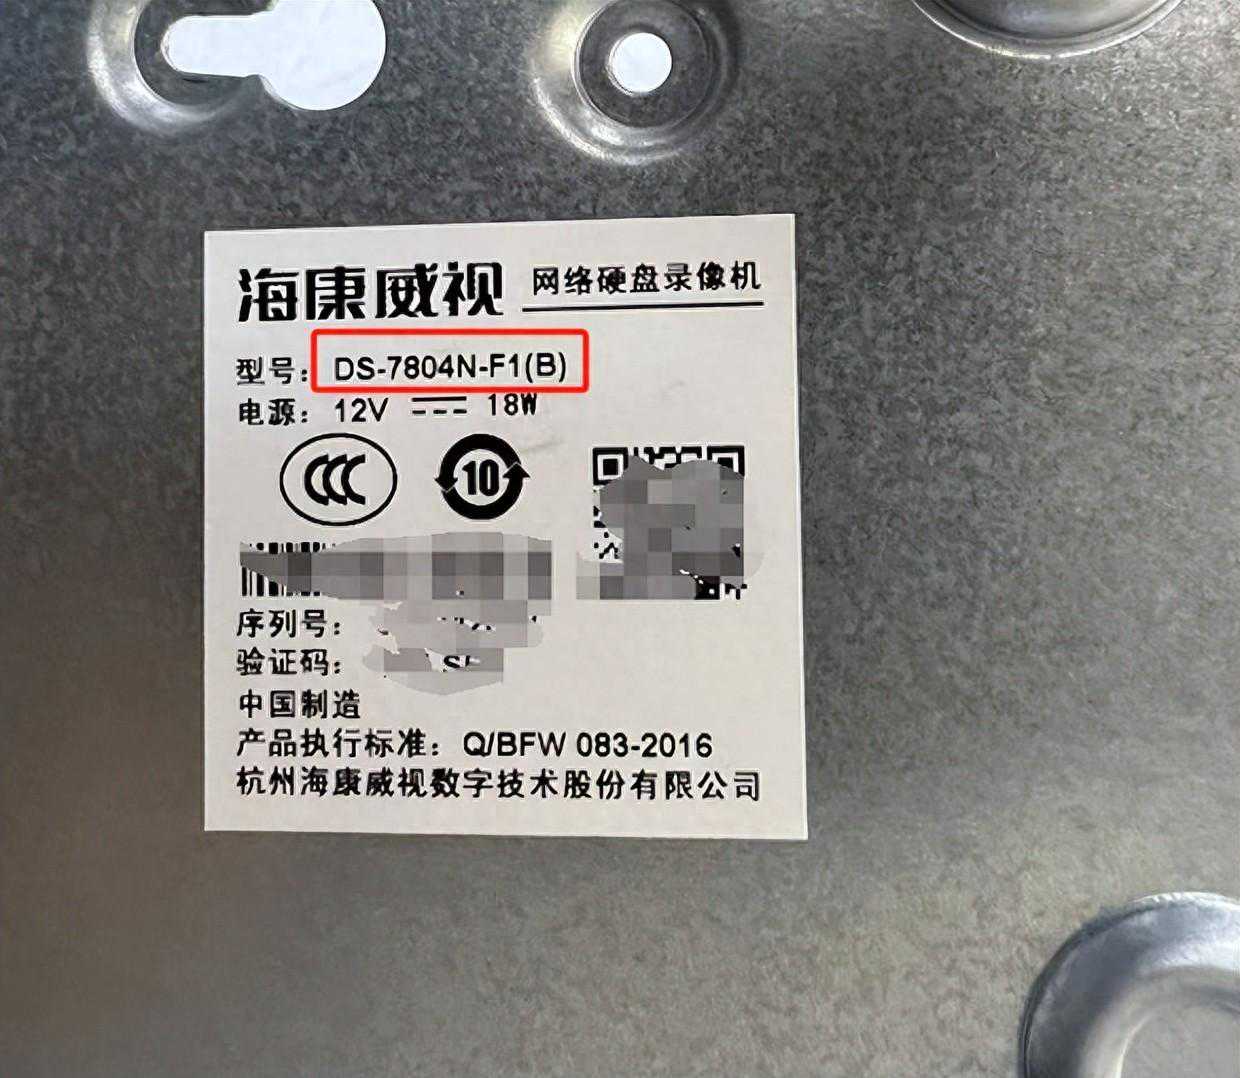 海康威视 网络硬盘录像机
型号: DS-7804N-F1(B)
电源: 12V 18W
CCC 10
序列号:
验证码:
中国制造
产品执行标准: Q/BFW 083-2016
杭州海康威视数字技术股份有限公司